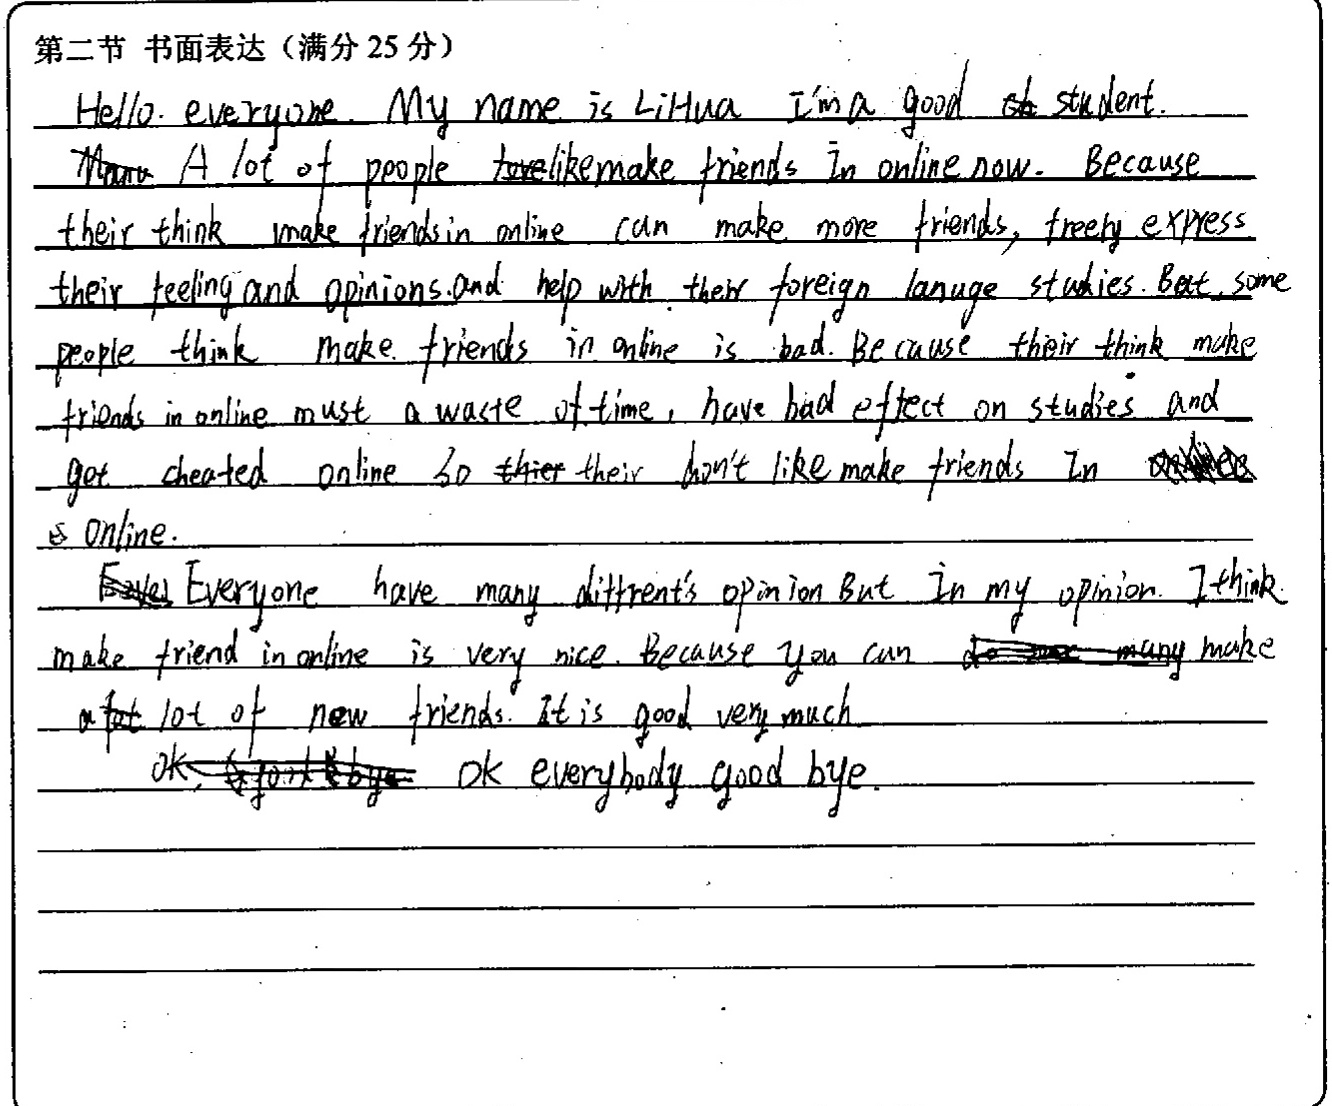 第二节 书面表达（满分 25 分）
Hello. everyone. My name is LiHua I'm a good student.
A lot of people like make friends In online now. Because
their think make friends in online can make more friends, freely express
their feeling and opinions. and help with their foreign lanuge studies. But, some
people think make friends in online is bad. Because their think make
friends in online must a waste of time, have bad effect on studies and
get cheated online So their don't like make friends In
online.
Everyone have many diffrent's opinion But In my opinion. I think
make friend in online is very nice. Because you can make
a lot of new friends. It is good very much
OK everybody good bye.